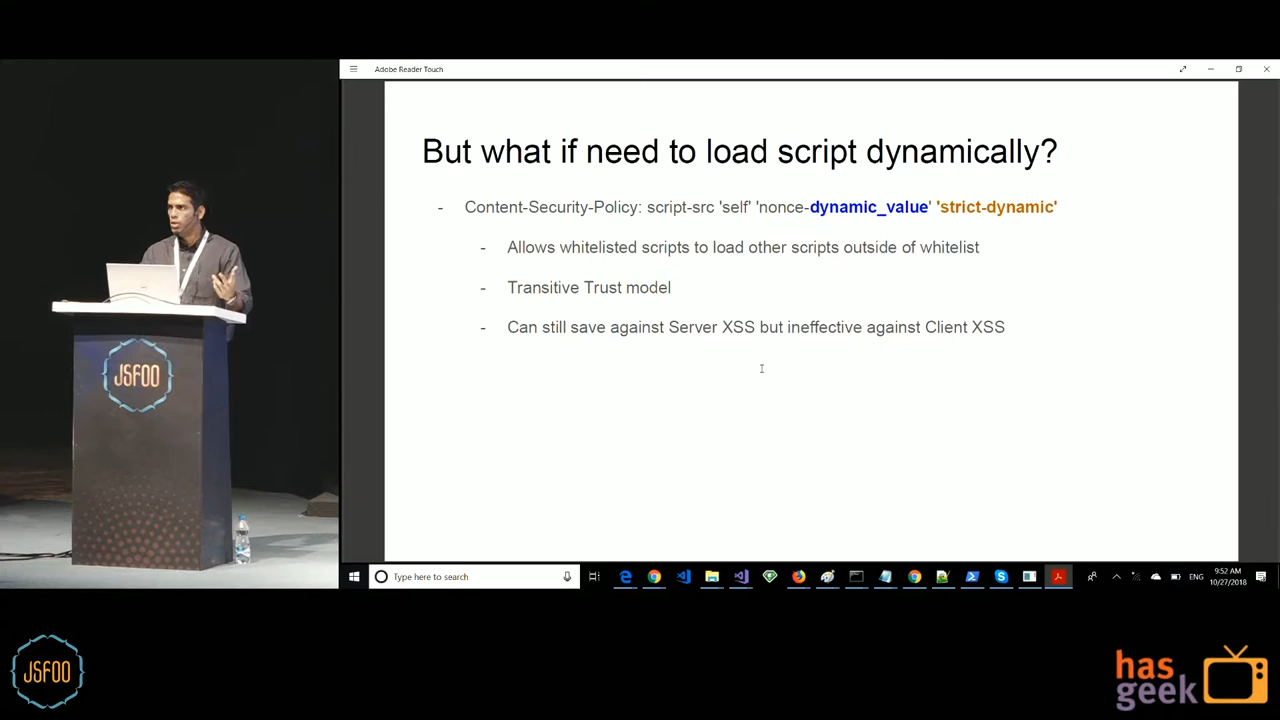 Adobe Reader Touch
But what if need to load script dynamically?
- Content-Security-Policy: script-src 'self' 'nonce-dynamic_value' 'strict-dynamic'
- Allows whitelisted scripts to load other scripts outside of whitelist
- Transitive Trust model
- Can still save against Server XSS but ineffective against Client XSS
JSFOO
Type here to search
ENG
9:52 AM
10/27/2018
JSFOO
has
geek